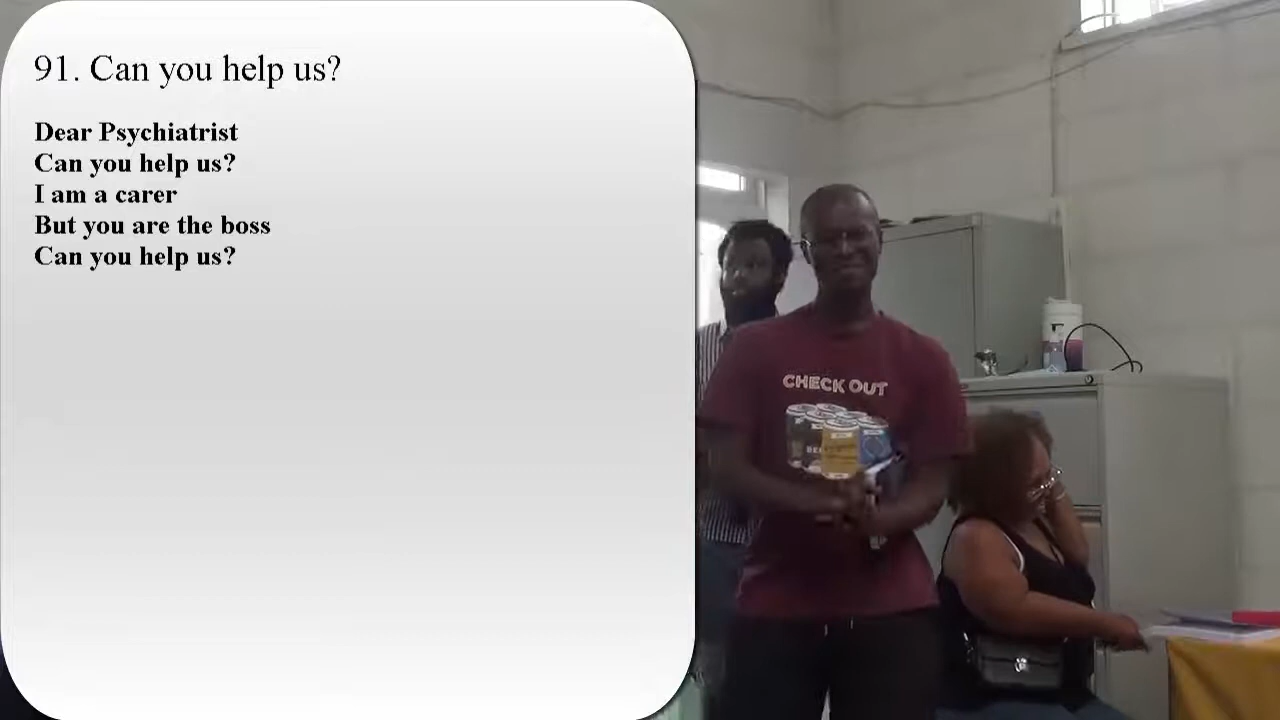 91. Can you help us?
Dear Psychiatrist
Can you help us?
I am a carer
But you are the boss
Can you help us?
CHECK OUT